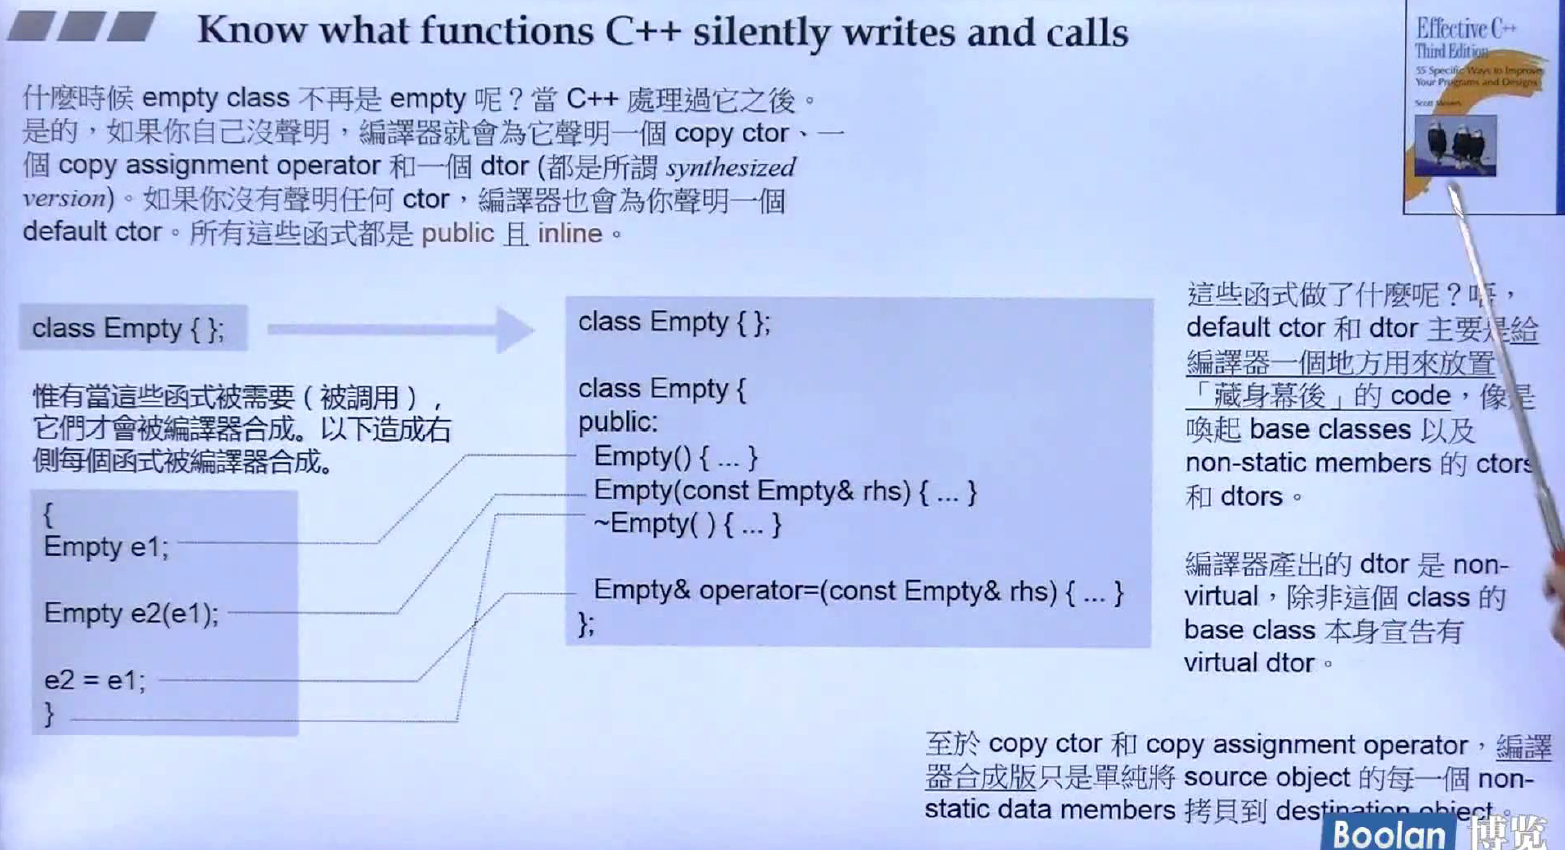 Know what functions C++ silently writes and calls
Effective C++
Third Edition
55 Specific Ways to Improve
Your Programs and Designs
Scott Meyers
什麼時候 empty class 不再是 empty 呢？當 C++ 處理過它之後。
是的，如果你自己沒聲明，編譯器就會為它聲明一個 copy ctor、一
個 copy assignment operator 和一個 dtor (都是所謂 synthesized
version)。如果你沒有聲明任何 ctor，編譯器也會為你聲明一個
default ctor。所有這些函式都是 public 且 inline。
class Empty { };
惟有當這些函式被需要（被調用），
它們才會被編譯器合成。以下造成右
側每個函式被編譯器合成。
{
Empty e1;
Empty e2(e1);
e2 = e1;
}
class Empty { };
class Empty {
public:
Empty() { ... }
Empty(const Empty& rhs) { ... }
~Empty( ) { ... }
Empty& operator=(const Empty& rhs) { ... }
};
這些函式做了什麼呢？唔，
default ctor 和 dtor 主要是給
編譯器一個地方用來放置
「藏身幕後」的 code，像是
喚起 base classes 以及
non-static members 的 ctors
和 dtors。
編譯器產出的 dtor 是 non-
virtual，除非這個 class 的
base class 本身宣告有
virtual dtor。
至於 copy ctor 和 copy assignment operator，編譯
器合成版只是單純將 source object 的每一個 non-
static data members 拷貝到 destination object。
Boolan 博览